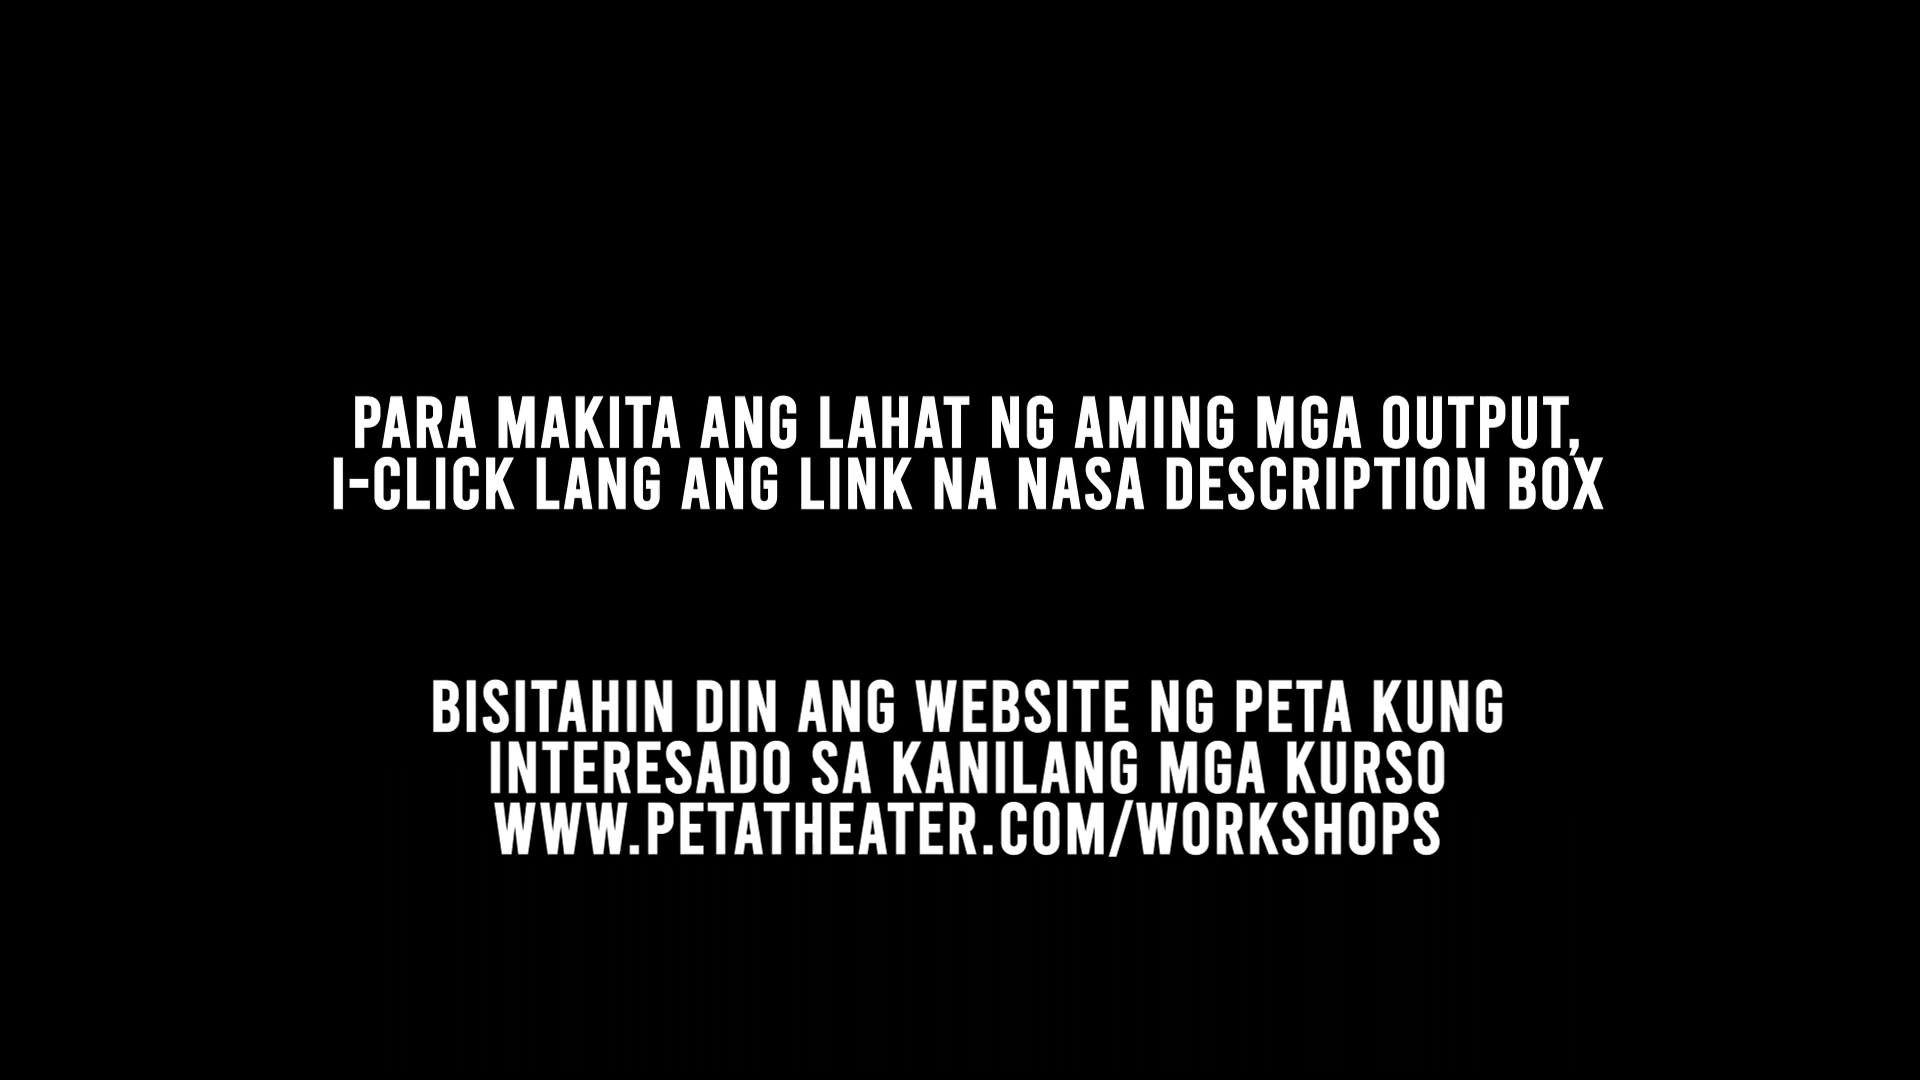 PARA MAKITA ANG LAHAT NG AMING MGA OUTPUT,
I-CLICK LANG ANG LINK NA NASA DESCRIPTION BOX
BISITAHIN DIN ANG WEBSITE NG PETA KUNG
INTERESADO SA KANILANG MGA KURSO
WWW.PETATHEATER.COM/WORKSHOPS